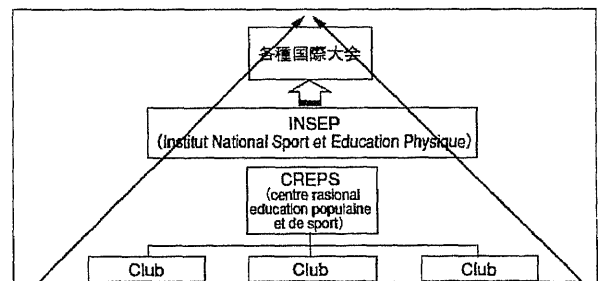 各種国際大会
INSEP
(Institut National Sport et Education Physique)
CREPS
(centre rasional
education populaine
et de sport)
Club
Club
Club